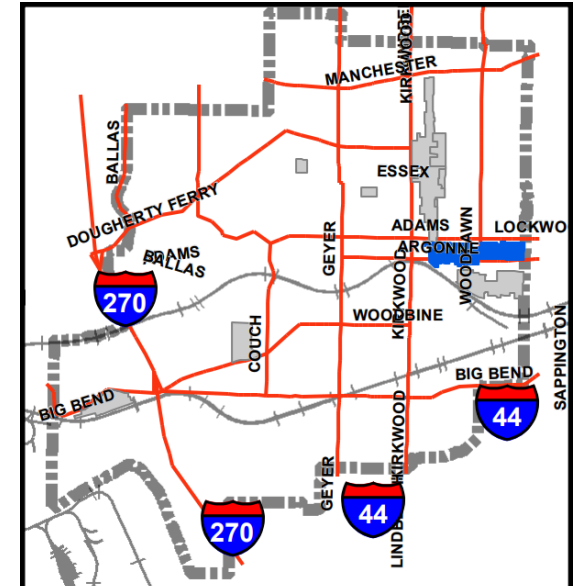 KIRKWOOD
MANCHESTER
BALLAS
ESSEX
DOUGHERTY FERRY
ADAMS
LOCKWO
GEYER
ARGONNE
WOODLAWN
ADAMS
BALLAS
270
KIRKWOOD
WOODBINE
COUCH
SAPPINGTON
BIG BEND
BIG BEND
44
KIRKWOOD
GEYER
44
270